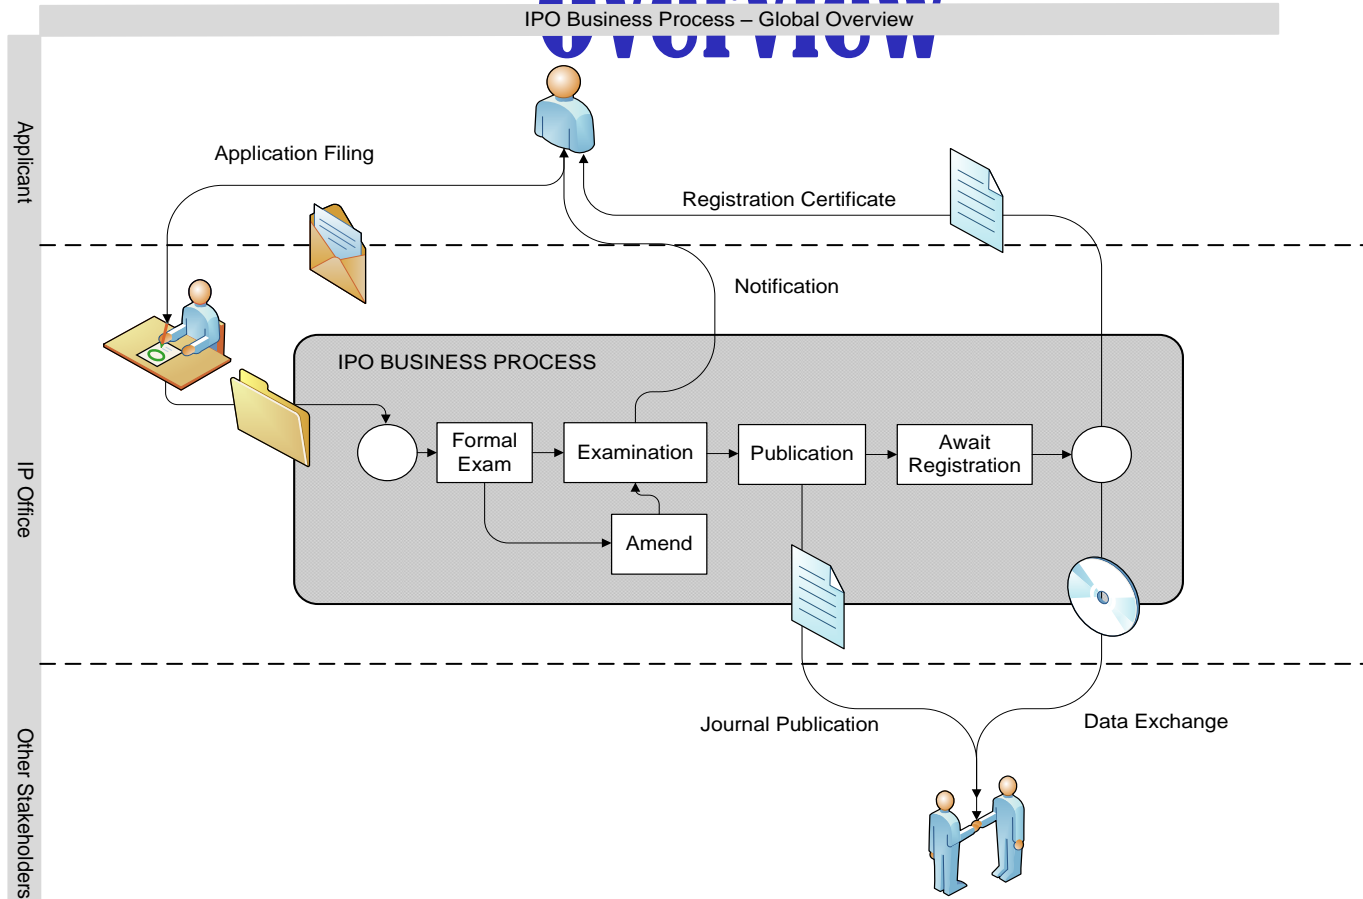 IPO Business Process – Global Overview
overview
Applicant
Application Filing
Registration Certificate
Notification
IP Office
IPO BUSINESS PROCESS
Formal
Exam
Examination
Publication
Await
Registration
Amend
Other Stakeholders
Journal Publication
Data Exchange